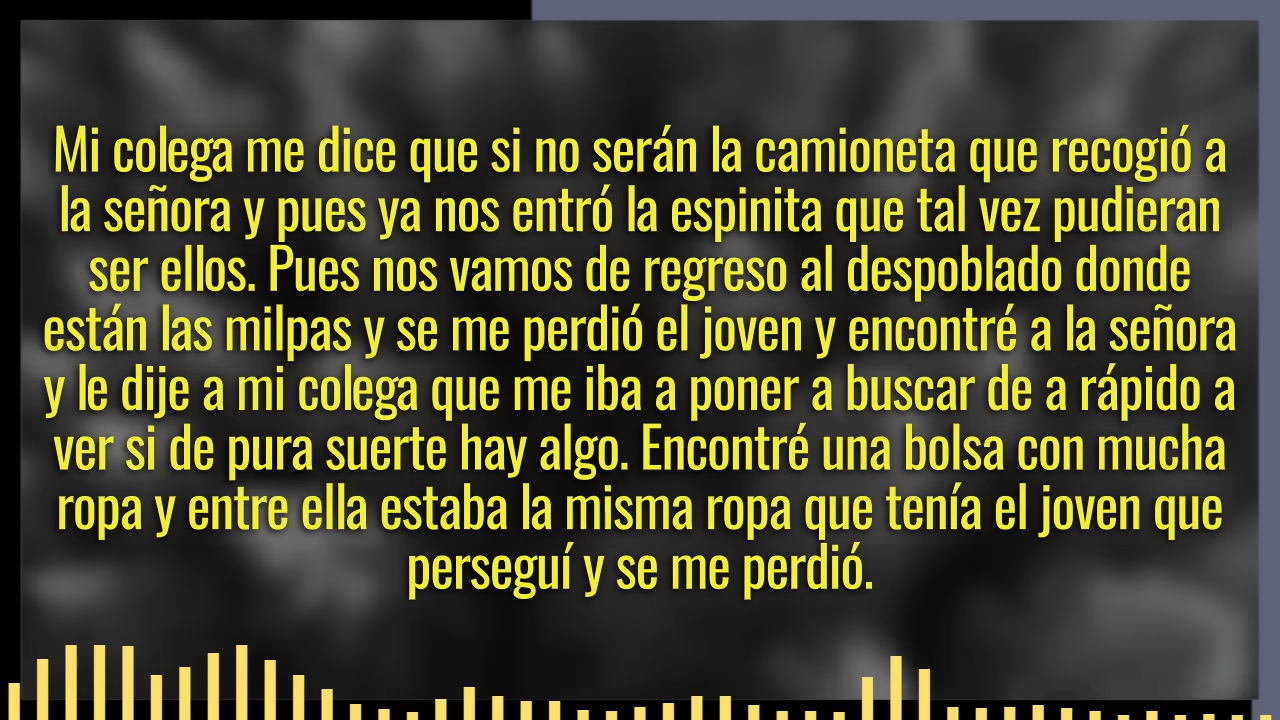 Mi colega me dice que si no serán la camioneta que recogió a
la señora y pues ya nos entró la espinita que tal vez pudieran
ser ellos. Pues nos vamos de regreso al despoblado donde
están las milpas y se me perdió el joven y encontré a la señora
y le dije a mi colega que me iba a poner a buscar de a rápido a
ver si de pura suerte hay algo. Encontré una bolsa con mucha
ropa y entre ella estaba la misma ropa que tenía el joven que
perseguí y se me perdió.